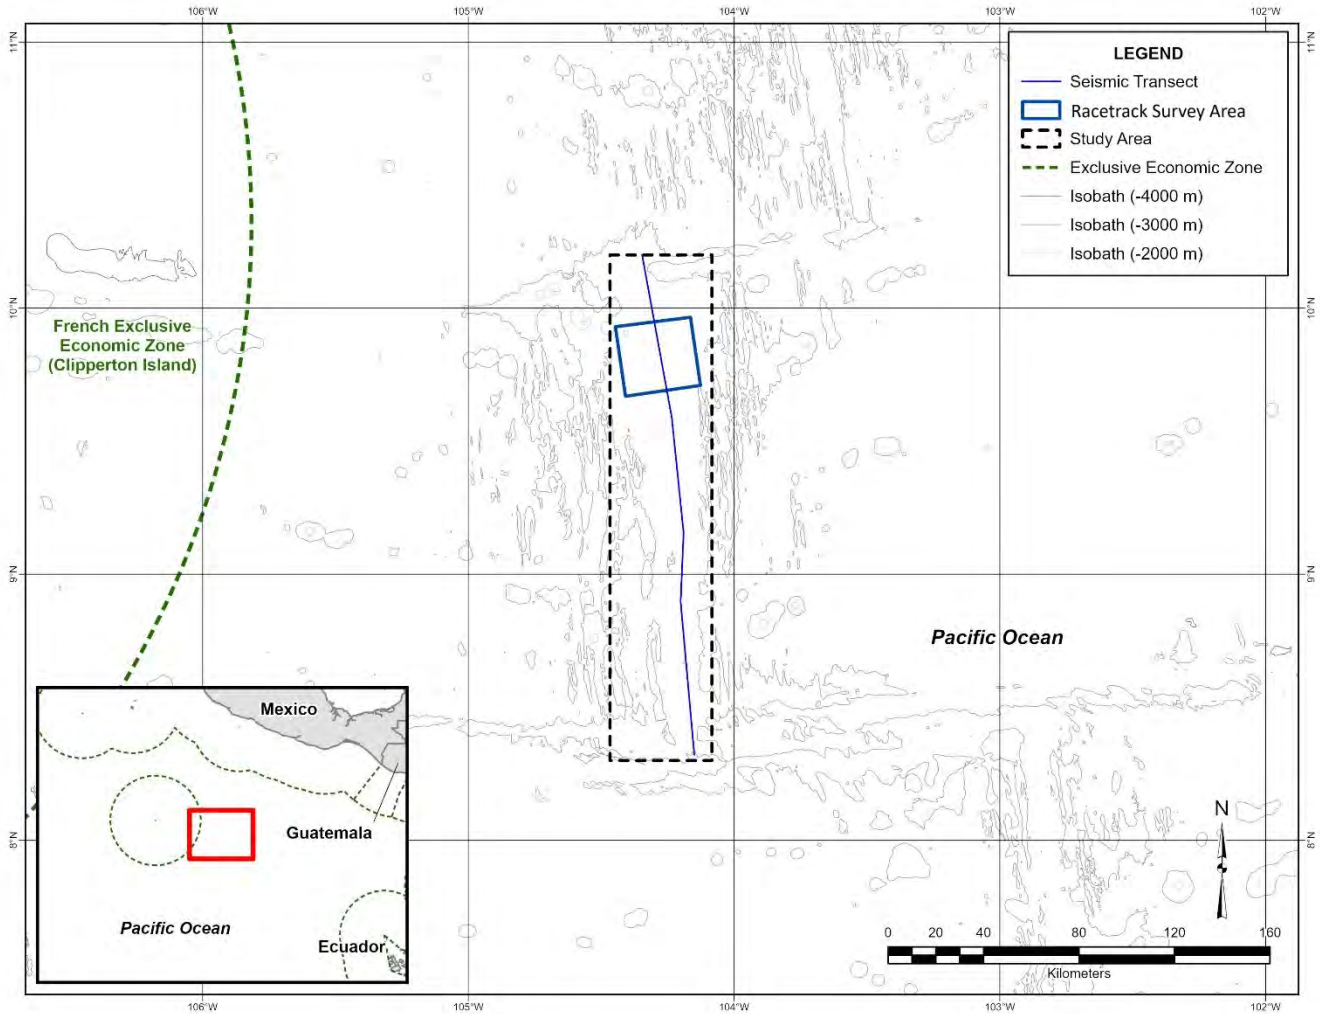 106°W
105°W
104°W
103°W
102°W
11°N
11°N
LEGEND
Seismic Transect
Racetrack Survey Area
Study Area
Exclusive Economic Zone
Isobath (-4000 m)
Isobath (-3000 m)
Isobath (-2000 m)
10°N
10°N
French Exclusive
Economic Zone
(Clipperton Island)
9°N
9°N
Pacific Ocean
Mexico
Guatemala
Pacific Ocean
Ecuador
8°N
8°N
N
0 20 40 80 120 160
Kilometers
106°W
105°W
104°W
103°W
102°W